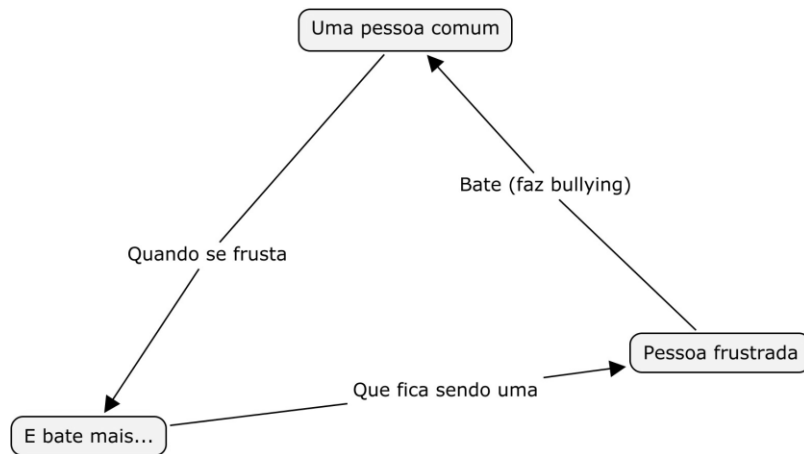 Uma pessoa comum
Bate (faz bullying)
Quando se frusta
Pessoa frustrada
Que fica sendo uma
E bate mais...